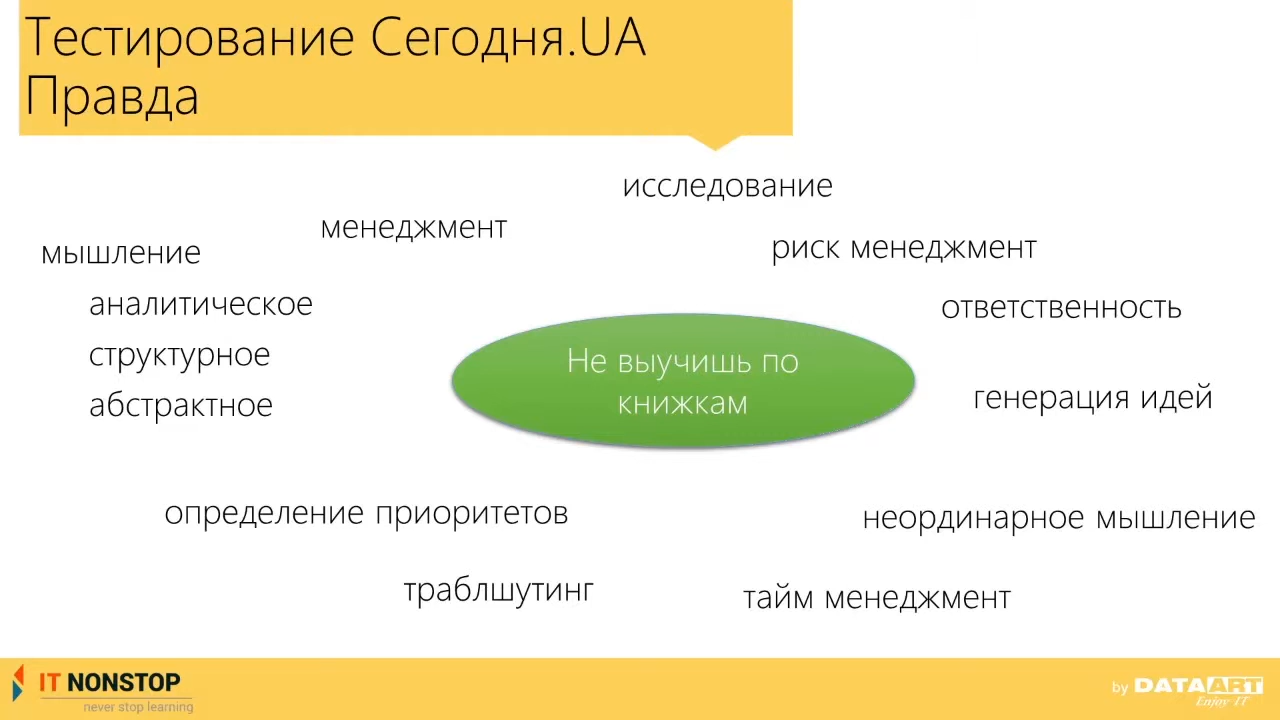 Тестирование Сегодня.UA
Правда
исследование
менеджмент
риск менеджмент
мышление
аналитическое
структурное
абстрактное
ответственность
Не выучишь по
книжкам
генерация идей
определение приоритетов
неординарное мышление
траблшутинг
тайм менеджмент
IT NONSTOP
never stop learning
by DATAART
Enjoy IT